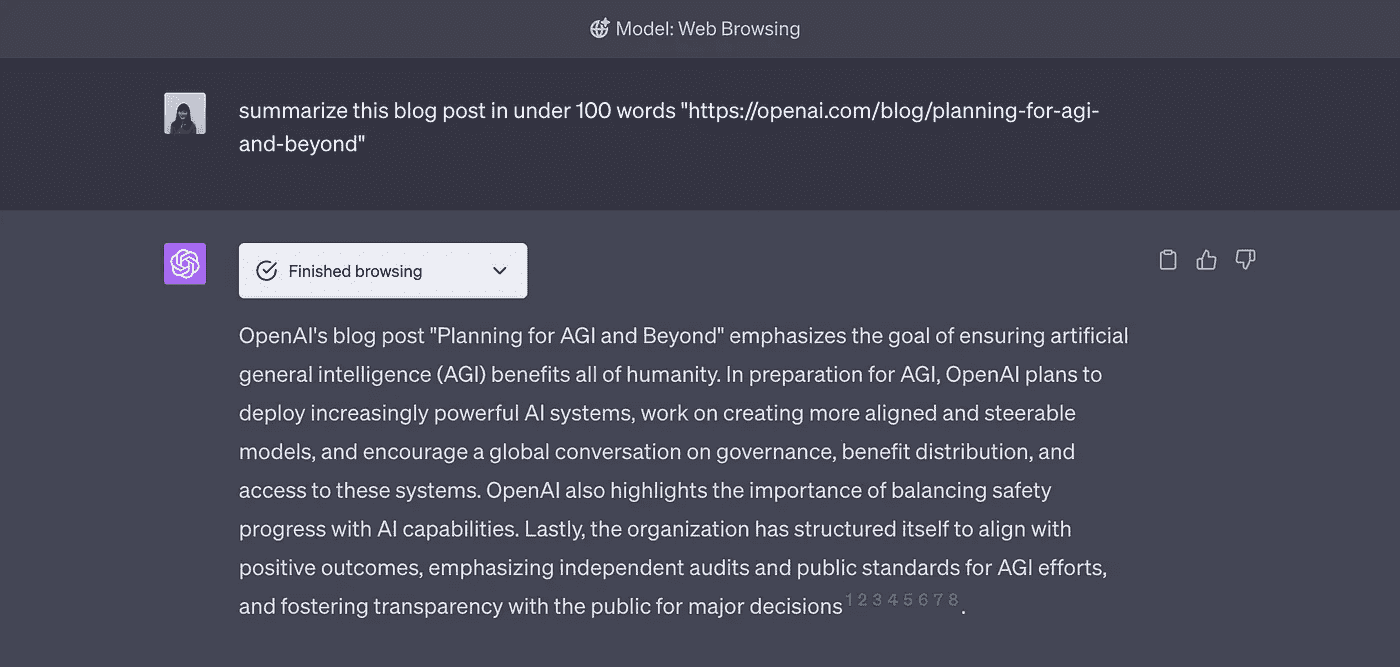 Model: Web Browsing
summarize this blog post in under 100 words "https://openai.com/blog/planning-for-agi-
and-beyond"
Finished browsing
OpenAI's blog post "Planning for AGI and Beyond" emphasizes the goal of ensuring artificial
general intelligence (AGI) benefits all of humanity. In preparation for AGI, OpenAI plans to
deploy increasingly powerful AI systems, work on creating more aligned and steerable
models, and encourage a global conversation on governance, benefit distribution, and
access to these systems. OpenAI also highlights the importance of balancing safety
progress with AI capabilities. Lastly, the organization has structured itself to align with
positive outcomes, emphasizing independent audits and public standards for AGI efforts,
and fostering transparency with the public for major decisions 1 2 3 4 5 6 7 8 .